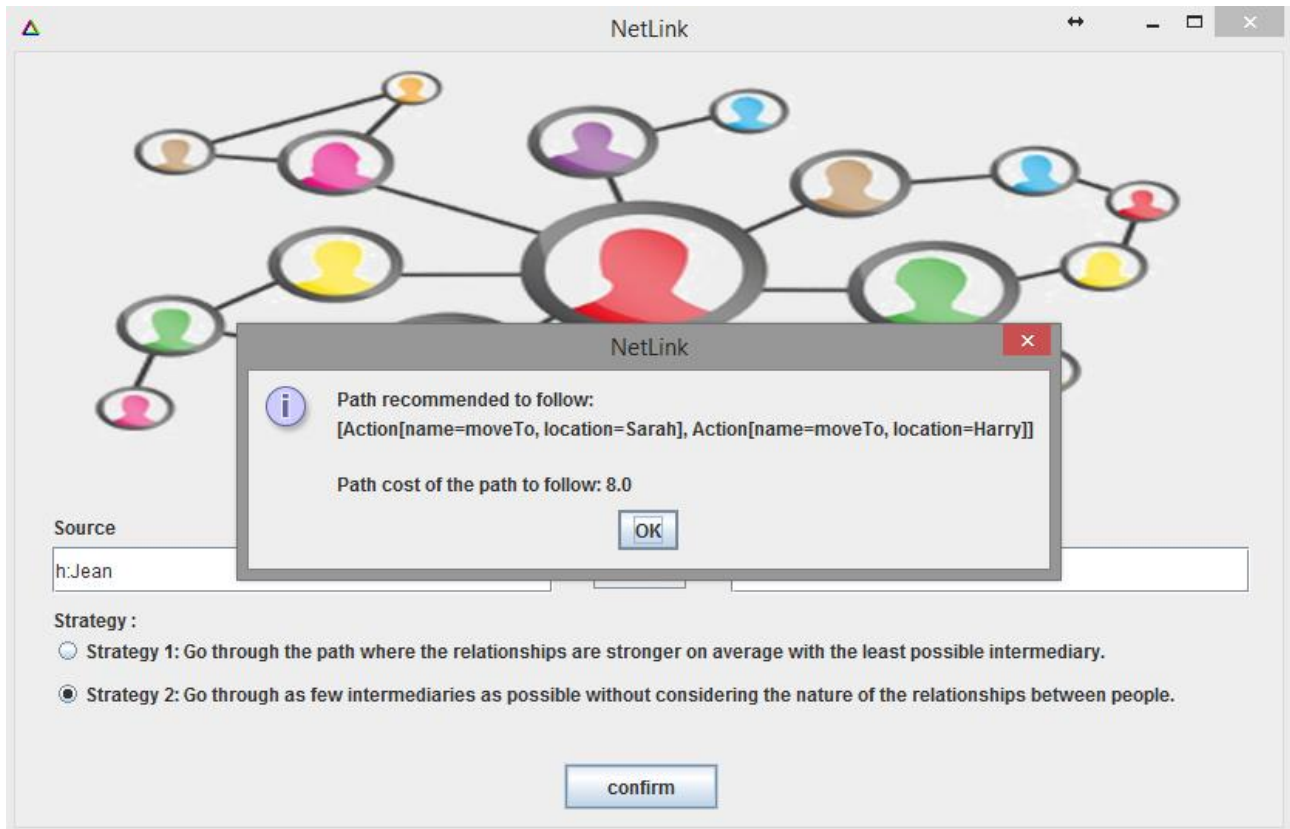 NetLink
NetLink
Path recommended to follow:
[Action[name=moveTo, location=Sarah], Action[name=moveTo, location=Harry]]
Path cost of the path to follow: 8.0
OK
Source
h:Jean
Strategy :
Strategy 1: Go through the path where the relationships are stronger on average with the least possible intermediary.
Strategy 2: Go through as few intermediaries as possible without considering the nature of the relationships between people.
confirm